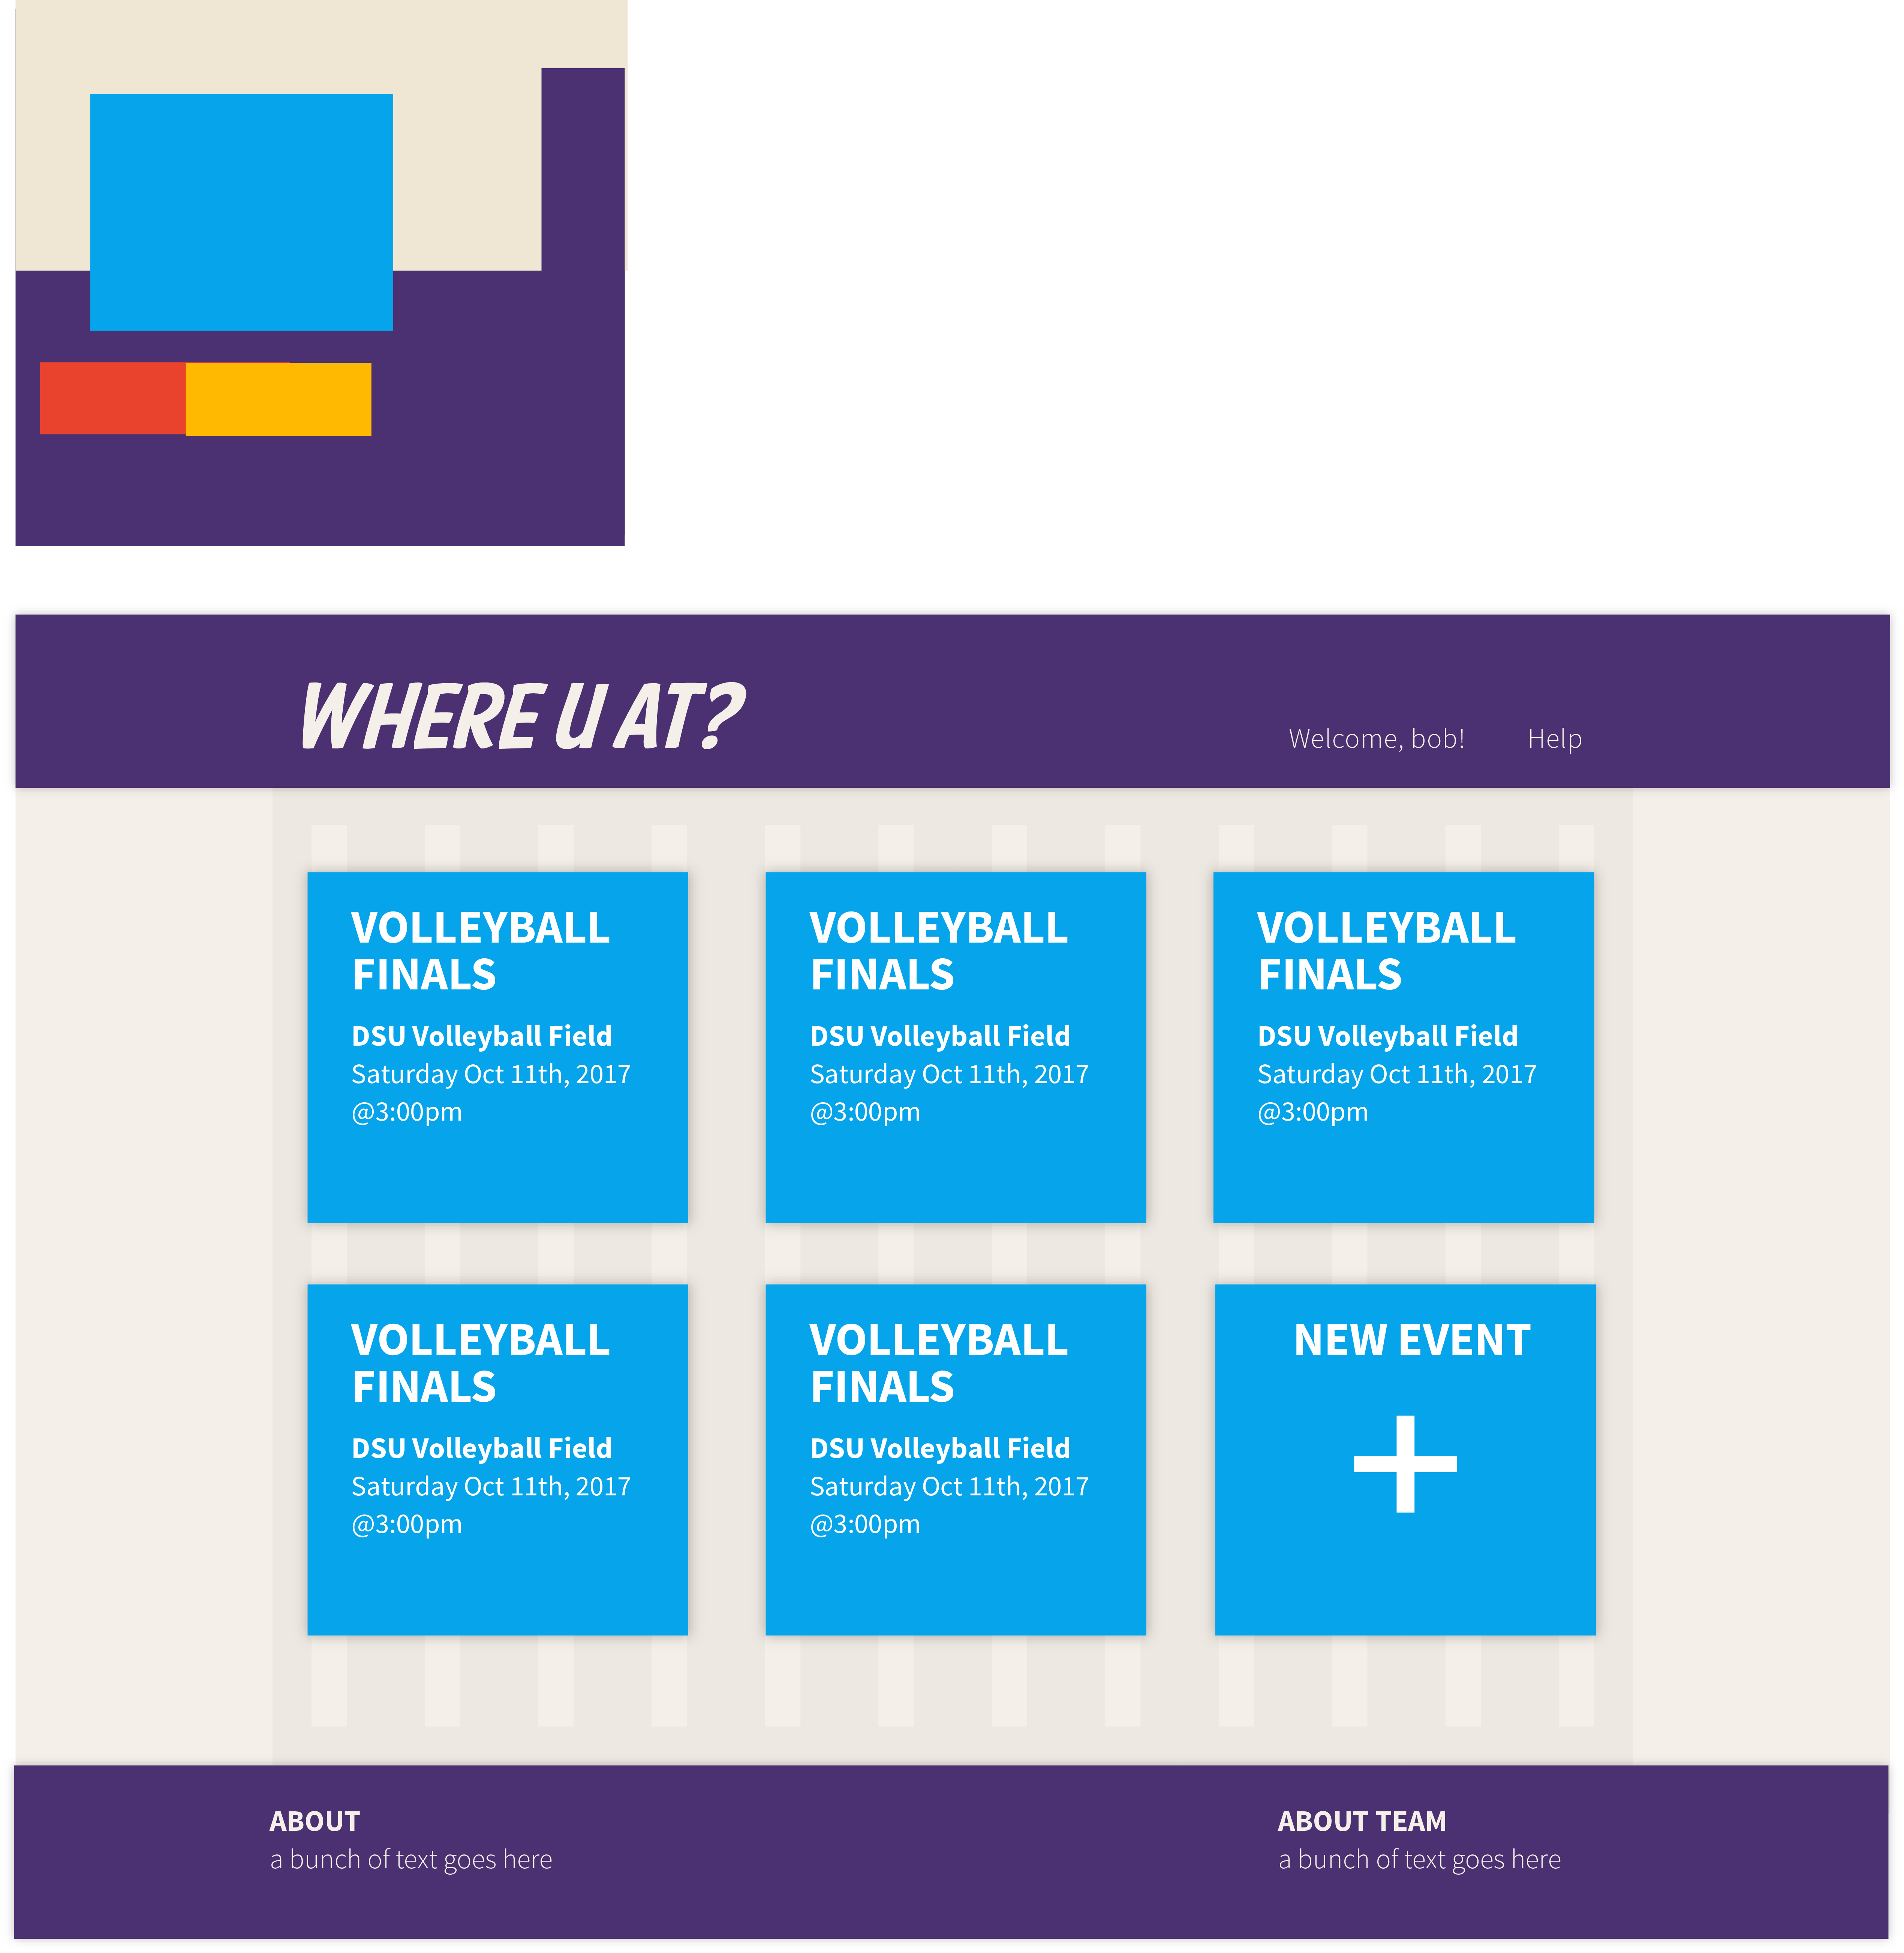 WHERE U AT?
Welcome, bob! Help
VOLLEYBALL
FINALS
DSU Volleyball Field
Saturday Oct 11th, 2017
@3:00pm
VOLLEYBALL
FINALS
DSU Volleyball Field
Saturday Oct 11th, 2017
@3:00pm
VOLLEYBALL
FINALS
DSU Volleyball Field
Saturday Oct 11th, 2017
@3:00pm
VOLLEYBALL
FINALS
DSU Volleyball Field
Saturday Oct 11th, 2017
@3:00pm
VOLLEYBALL
FINALS
DSU Volleyball Field
Saturday Oct 11th, 2017
@3:00pm
NEW EVENT
+
ABOUT
a bunch of text goes here
ABOUT TEAM
a bunch of text goes here